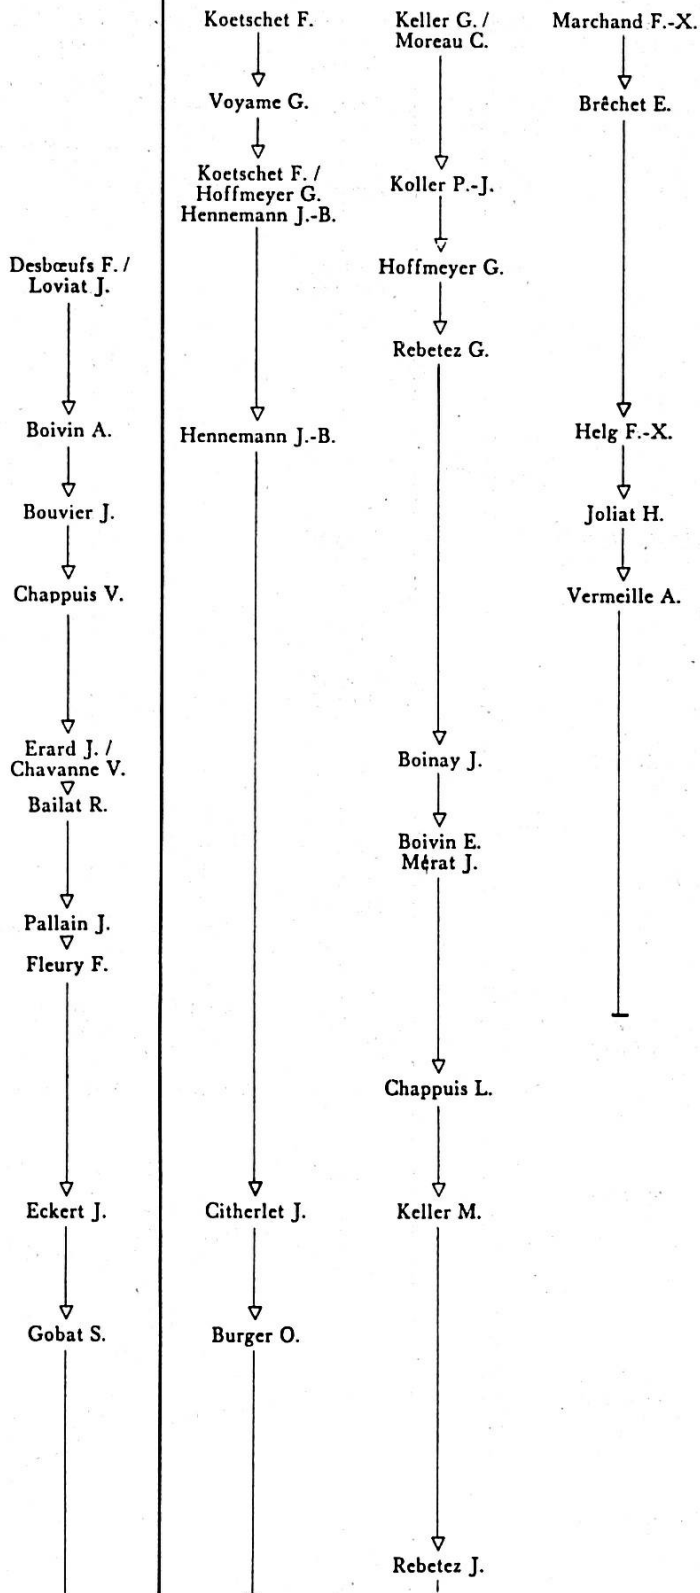 Koetschet F.
Voyame G.
Koetschet F. /
Hoffmeyer G.
Hennemann J.-B.
Hennemann J.-B.
Citherlet J.
Burger O.
Keller G. /
Moreau C.
Koller P.-J.
Hoffmeyer G.
Rebetez G.
Boinay J.
Boivin E.
Mérat J.
Chappuis L.
Keller M.
Rebetez J.
Marchand F.-X.
Brêchet E.
Helg F.-X.
Joliat H.
Vermeille A.
Desbœufs F. /
Loviat J.
Boivin A.
Bouvier J.
Chappuis V.
Erard J. /
Chavanne V.
Bailat R.
Pallain J.
Fleury F.
Eckert J.
Gobat S.